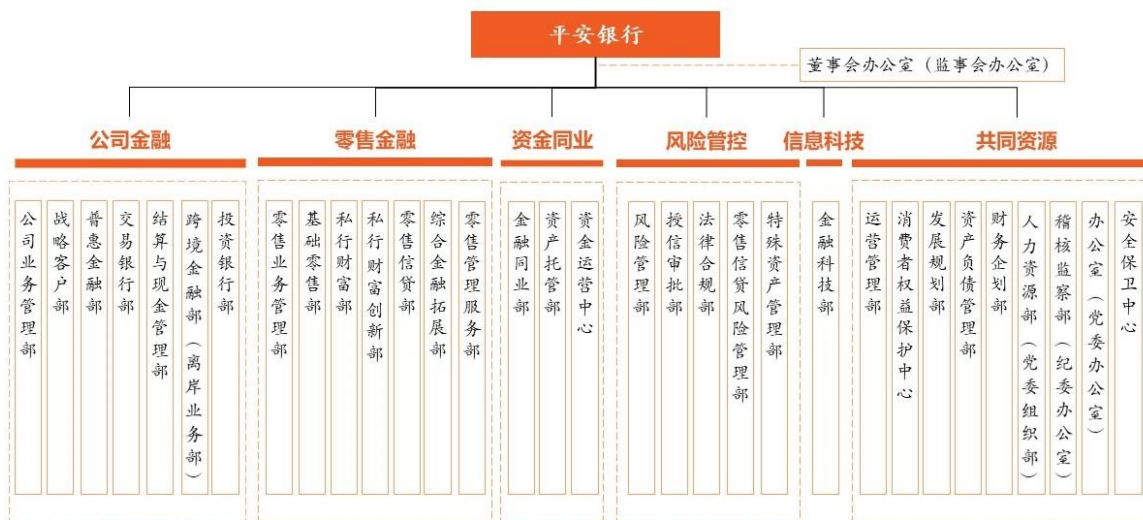 平安银行
董事会办公室（监事会办公室）
公司金融
零售金融
资金同业
风险管控
信息科技
共同资源
公司业务管理部
战略客户部
普惠金融部
交易银行部
结算与现金管理部
跨境金融部（离岸业务部）
投资银行部
零售业务管理部
基础零售部
私行财富部
私行财富创新部
零售信贷部
综合金融拓展部
零售管理服务部
金融同业部
资产托管部
资金运营中心
风险管理部
授信审批部
法律合规部
零售信贷风险管理部
特殊资产管理部
金融科技部
运营管理部
消费者权益保护中心
发展规划部
资产负债管理部
财务企划部
人力资源部（党委组织部）
稽核监察部（纪委办公室）
办公室（党委办公室）
安全保卫中心